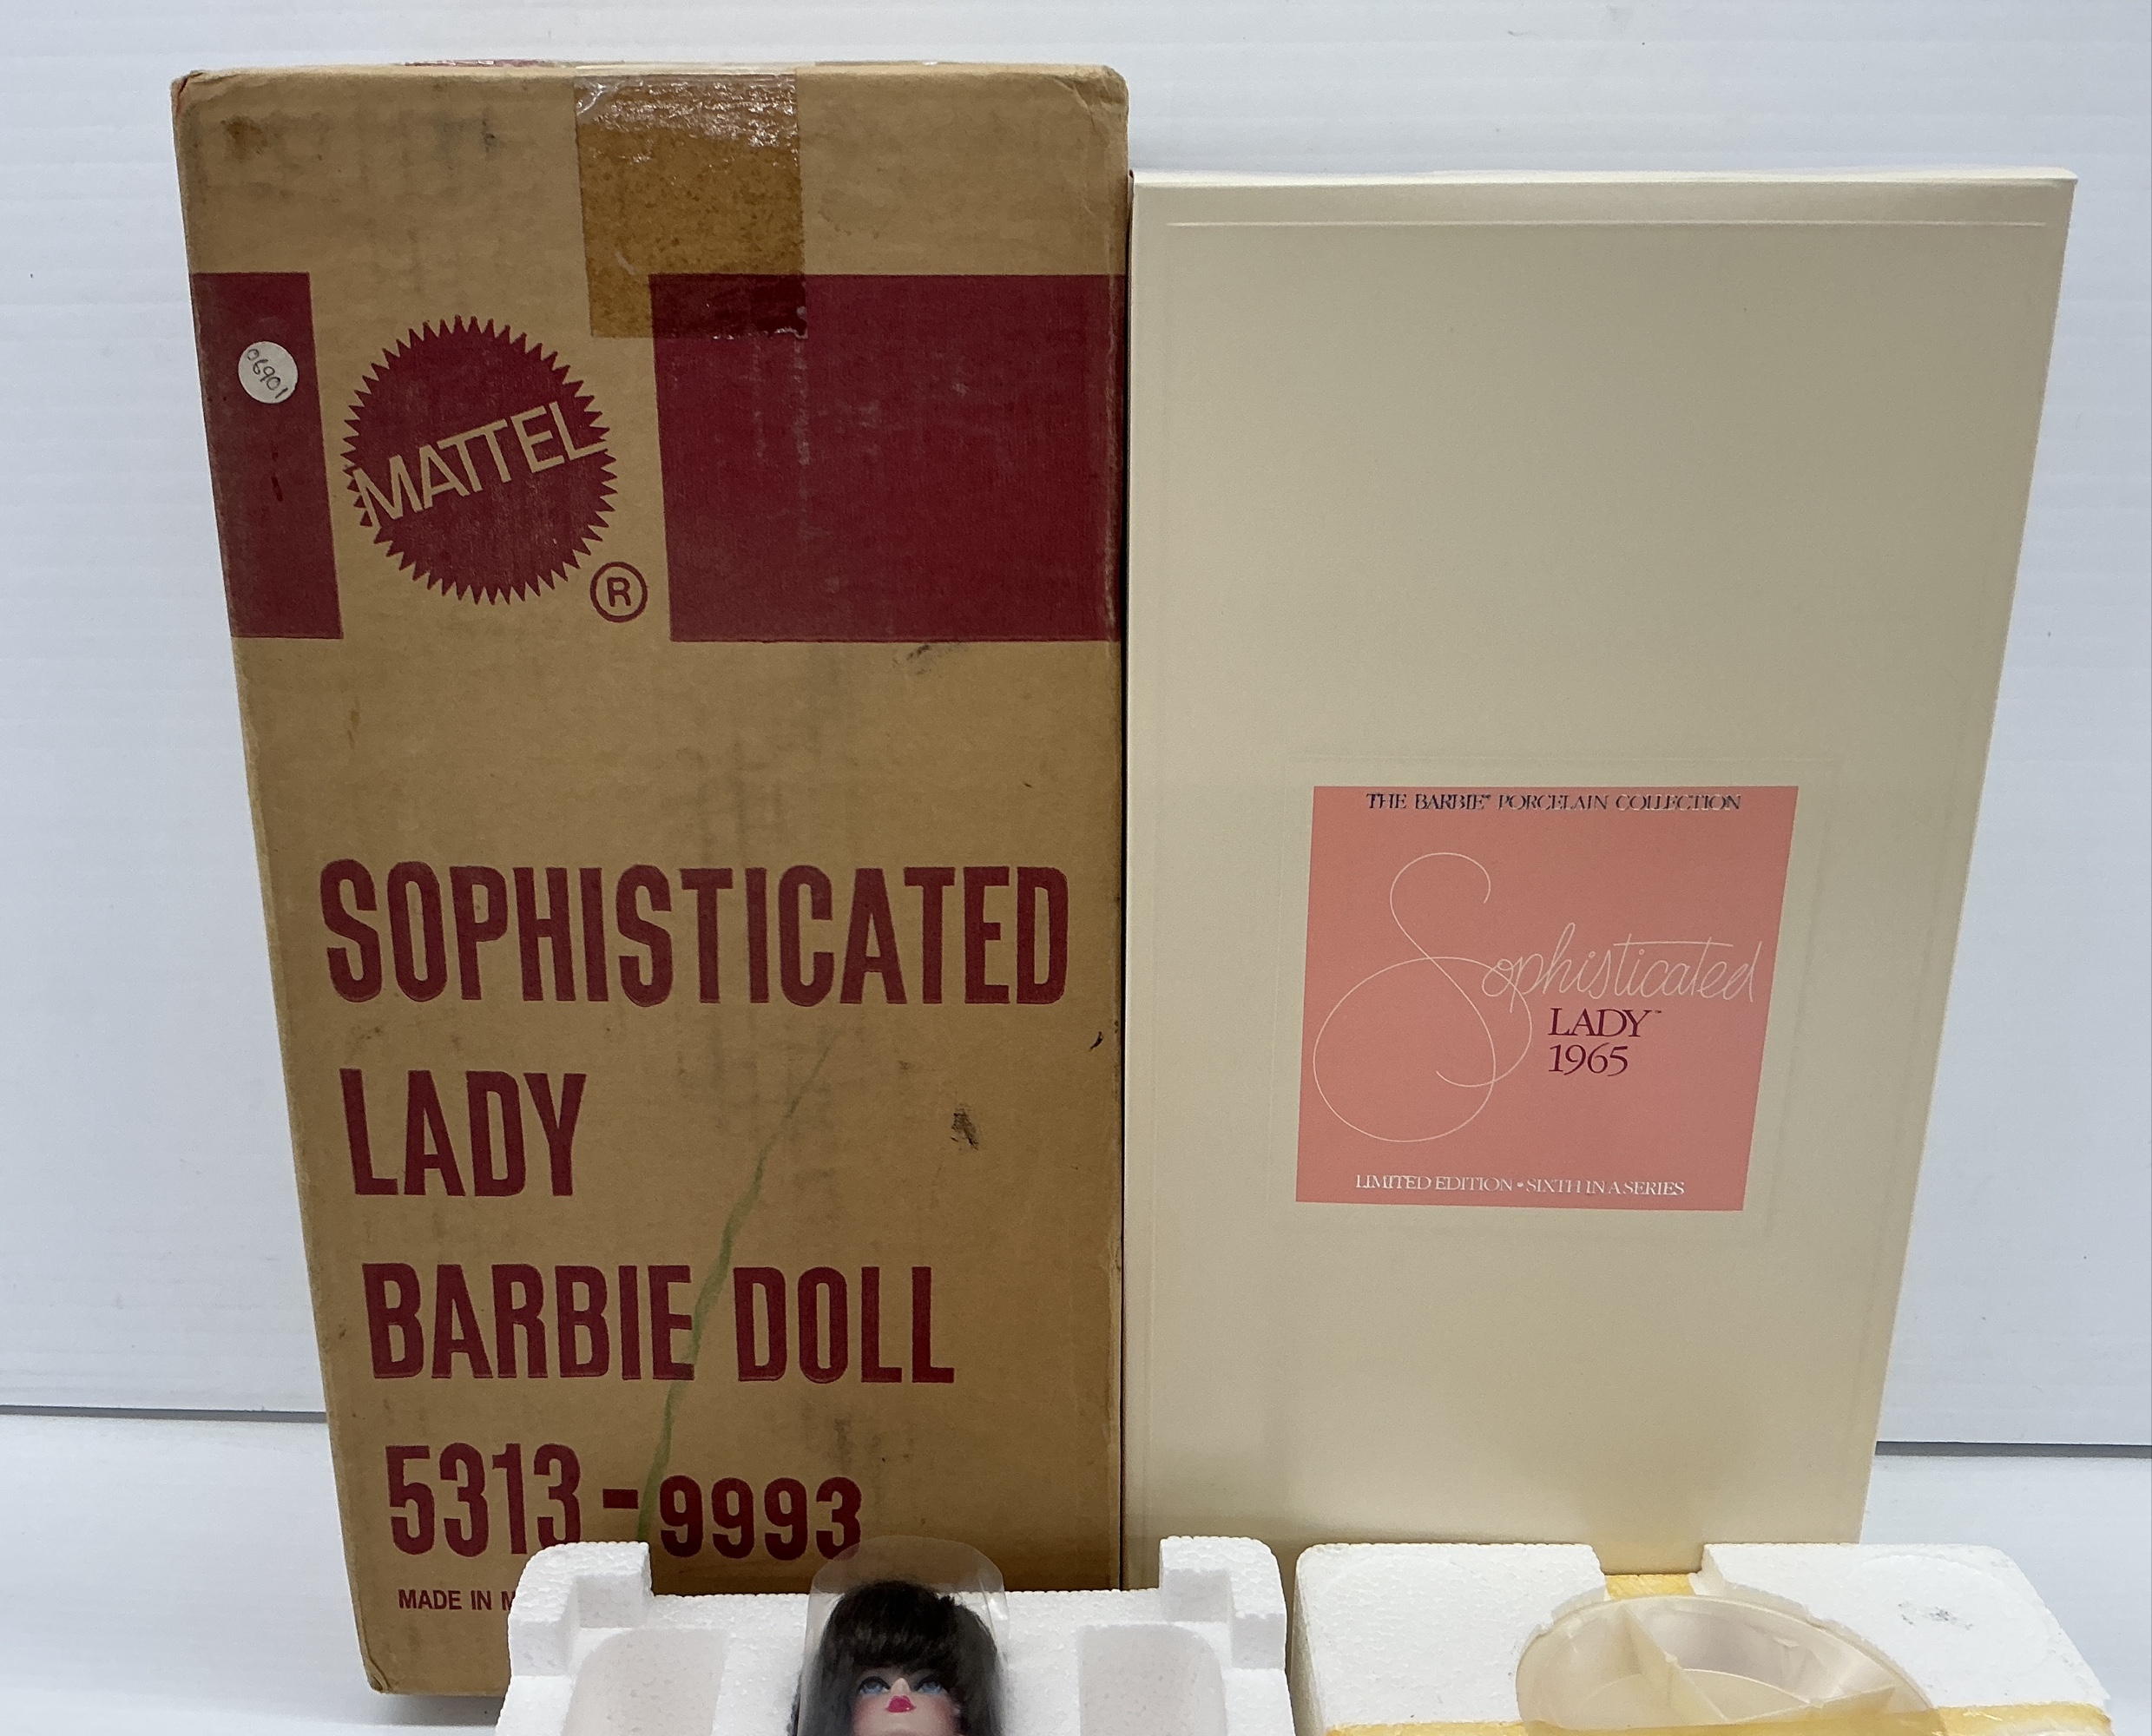 06901
MATTEL
®
SOPHISTICATED
LADY
BARBIE DOLL
5313-9993
MADE IN
THE BARBIE™ PORCELAIN COLLECTION
Sophisticated
LADY™
1965
LIMITED EDITION • SIXTH IN A SERIES